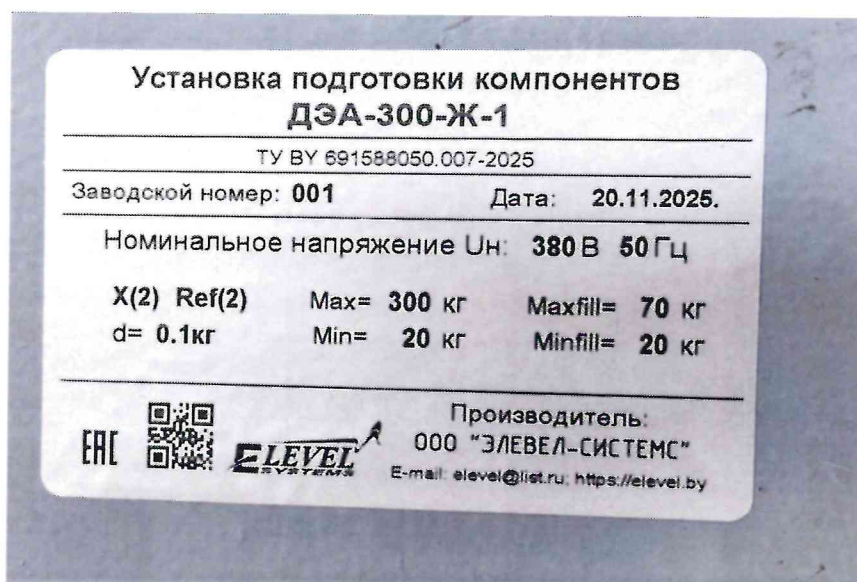 Установка подготовки компонентов
ДЭА-300-Ж-1
ТУ BY 691588050.007-2025
Заводской номер: 001 Дата: 20.11.2025.
Номинальное напряжение Uн: 380 В 50 Гц
X(2) Ref(2) Max= 300 кг Maxfill= 70 кг
d= 0.1кг Min= 20 кг Minfill= 20 кг
Производитель:
EAC ELEVEL SYSTEMS ООО "ЭЛЕВЕЛ-СИСТЕМС"
E-mail: elevel@list.ru; https://elevel.by